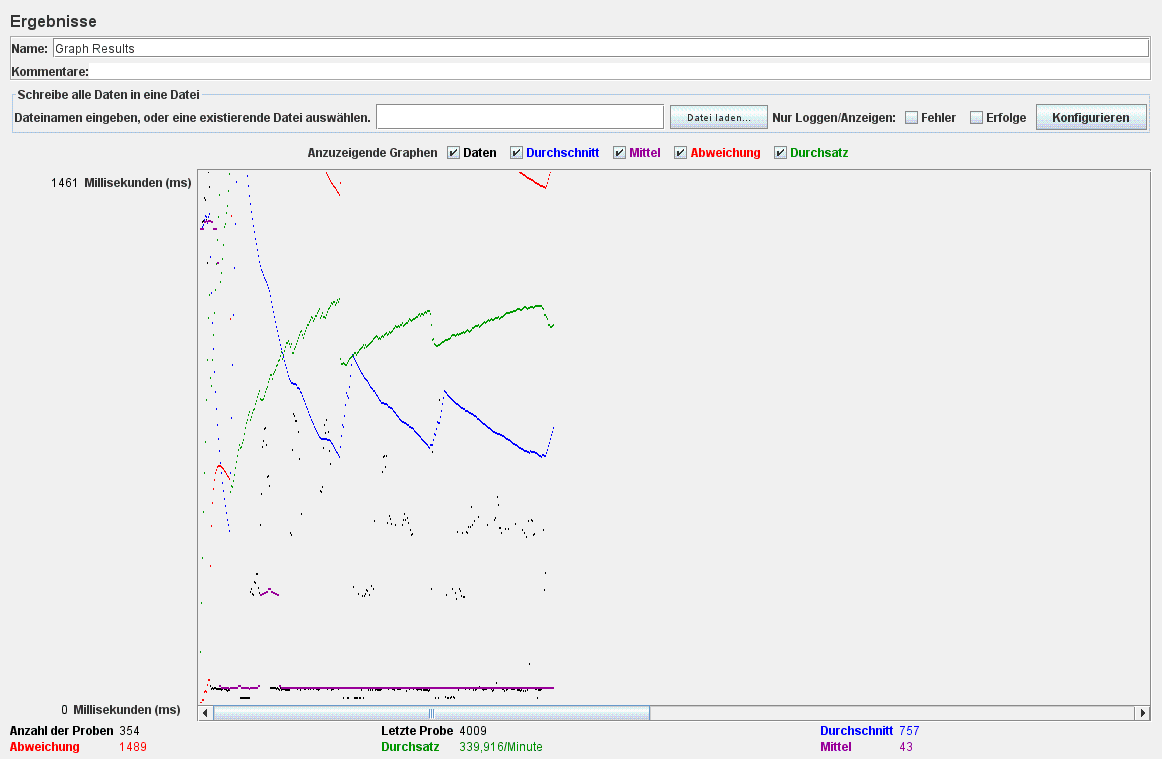 Ergebnisse
Name: Graph Results
Kommentare:
Schreibe alle Daten in eine Datei
Dateinamen eingeben, oder eine existierende Datei auswählen. Datei laden... Nur Loggen/Anzeigen: Fehler Erfolge Konfigurieren
Anzuzeigende Graphen Daten Durchschnitt Mittel Abweichung Durchsatz
1461 Millisekunden (ms)
0 Millisekunden (ms)
Anzahl der Proben 354 Letzte Probe 4009 Durchschnitt 757
Abweichung 1489 Durchsatz 339,916/Minute Mittel 43